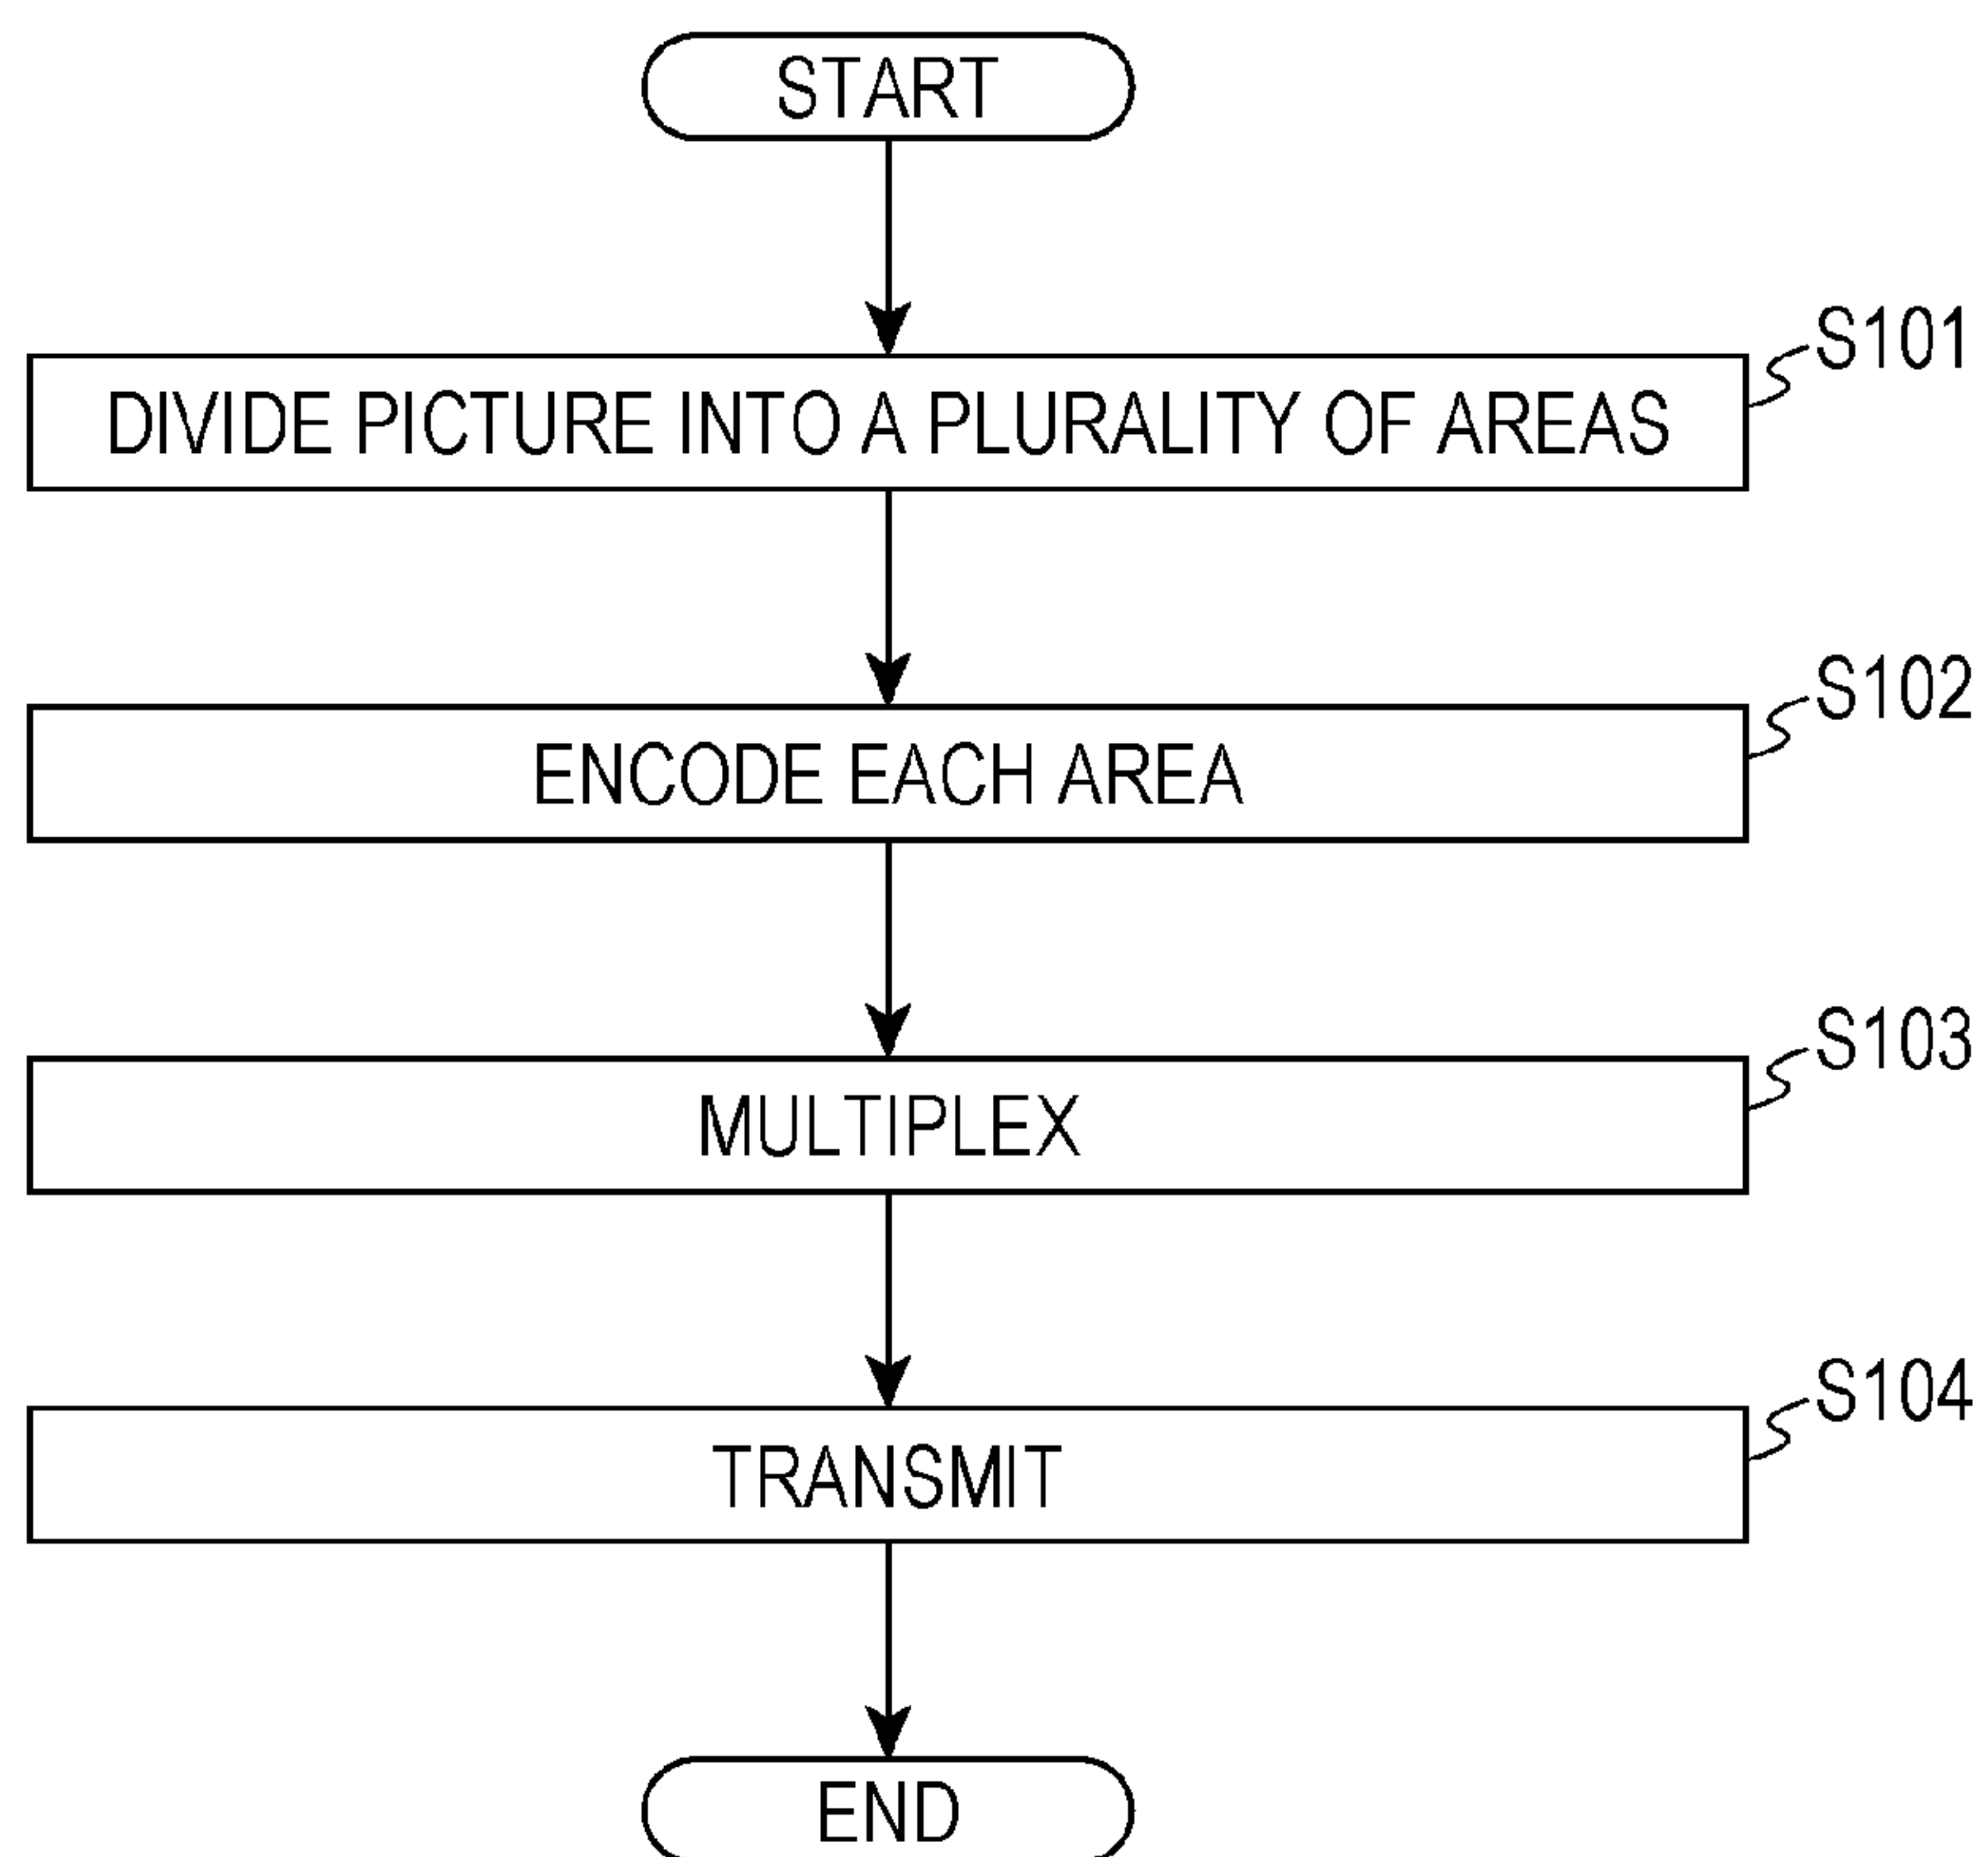 START
S101
DIVIDE PICTURE INTO A PLURALITY OF AREAS
S102
ENCODE EACH AREA
S103
MULTIPLEX
S104
TRANSMIT
END